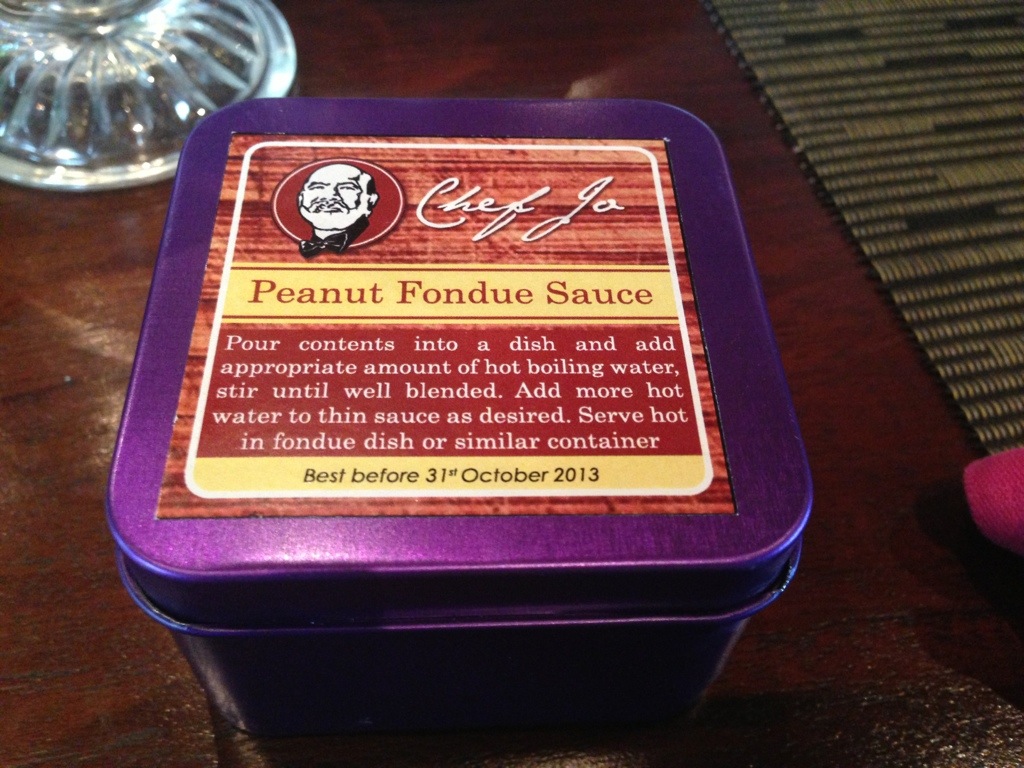 Chef Jo
Peanut Fondue Sauce
Pour contents into a dish and add
appropriate amount of hot boiling water,
stir until well blended. Add more hot
water to thin sauce as desired. Serve hot
in fondue dish or similar container
Best before 31st October 2013